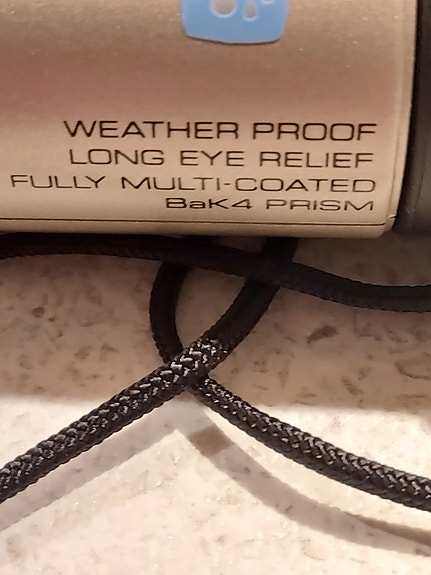 WEATHER PROOF
LONG EYE RELIEF
FULLY MULTI-COATED
BaK4 PRISM